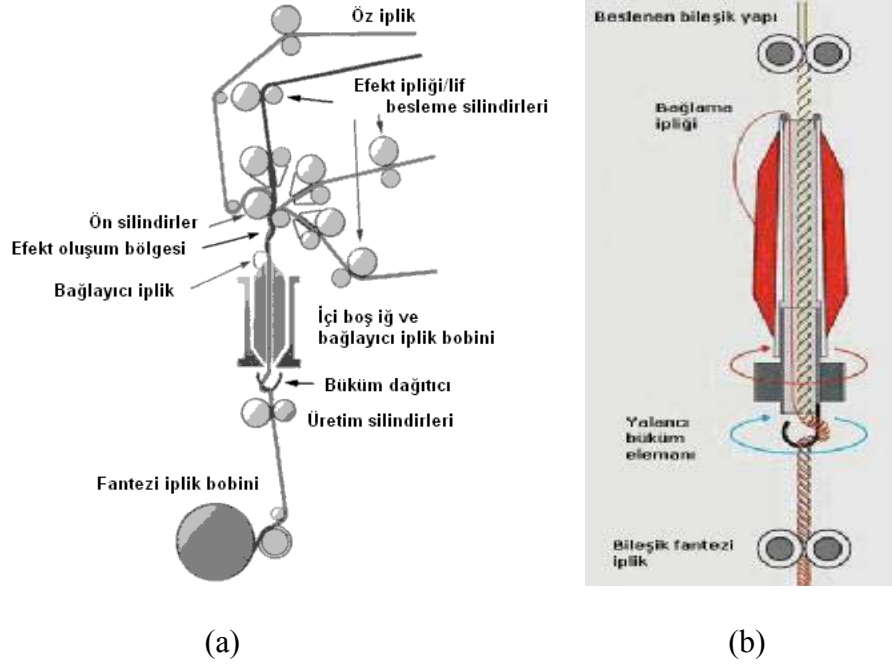 Öz iplik
Efekt ipliği/lif
besleme silindirleri
Ön silindirler
Efekt oluşum bölgesi
Bağlayıcı iplik
İçi boş iğ ve
bağlayıcı iplik bobini
Büküm dağıtıcı
Üretim silindirleri
Fantezi iplik bobini
(a)
Beslenen bileşik yapı
Bağlama
ipliği
Yalancı
büküm
elemanı
Bileşik fantezi
iplik
(b)